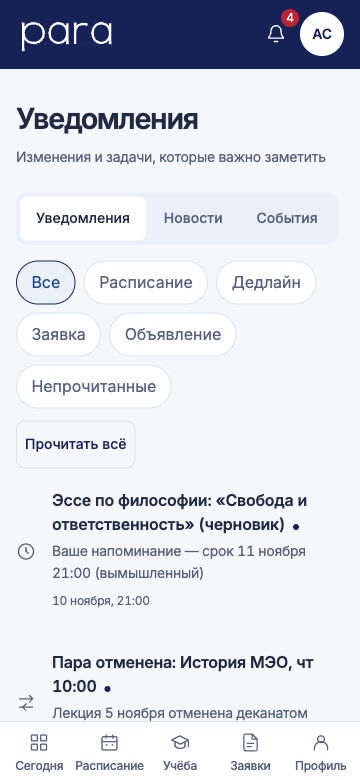 para
4
АС
Уведомления
Изменения и задачи, которые важно заметить
Уведомления
Новости
События
Все
Расписание
Дедлайн
Заявка
Объявление
Непрочитанные
Прочитать всё
Эссе по философии: «Свобода и
ответственность» (черновик)
Ваше напоминание — срок 11 ноября
21:00 (вымышленный)
10 ноября, 21:00
Пара отменена: История МЭО, чт
10:00
Лекция 5 ноября отменена деканатом
Сегодня
Расписание
Учёба
Заявки
Профиль